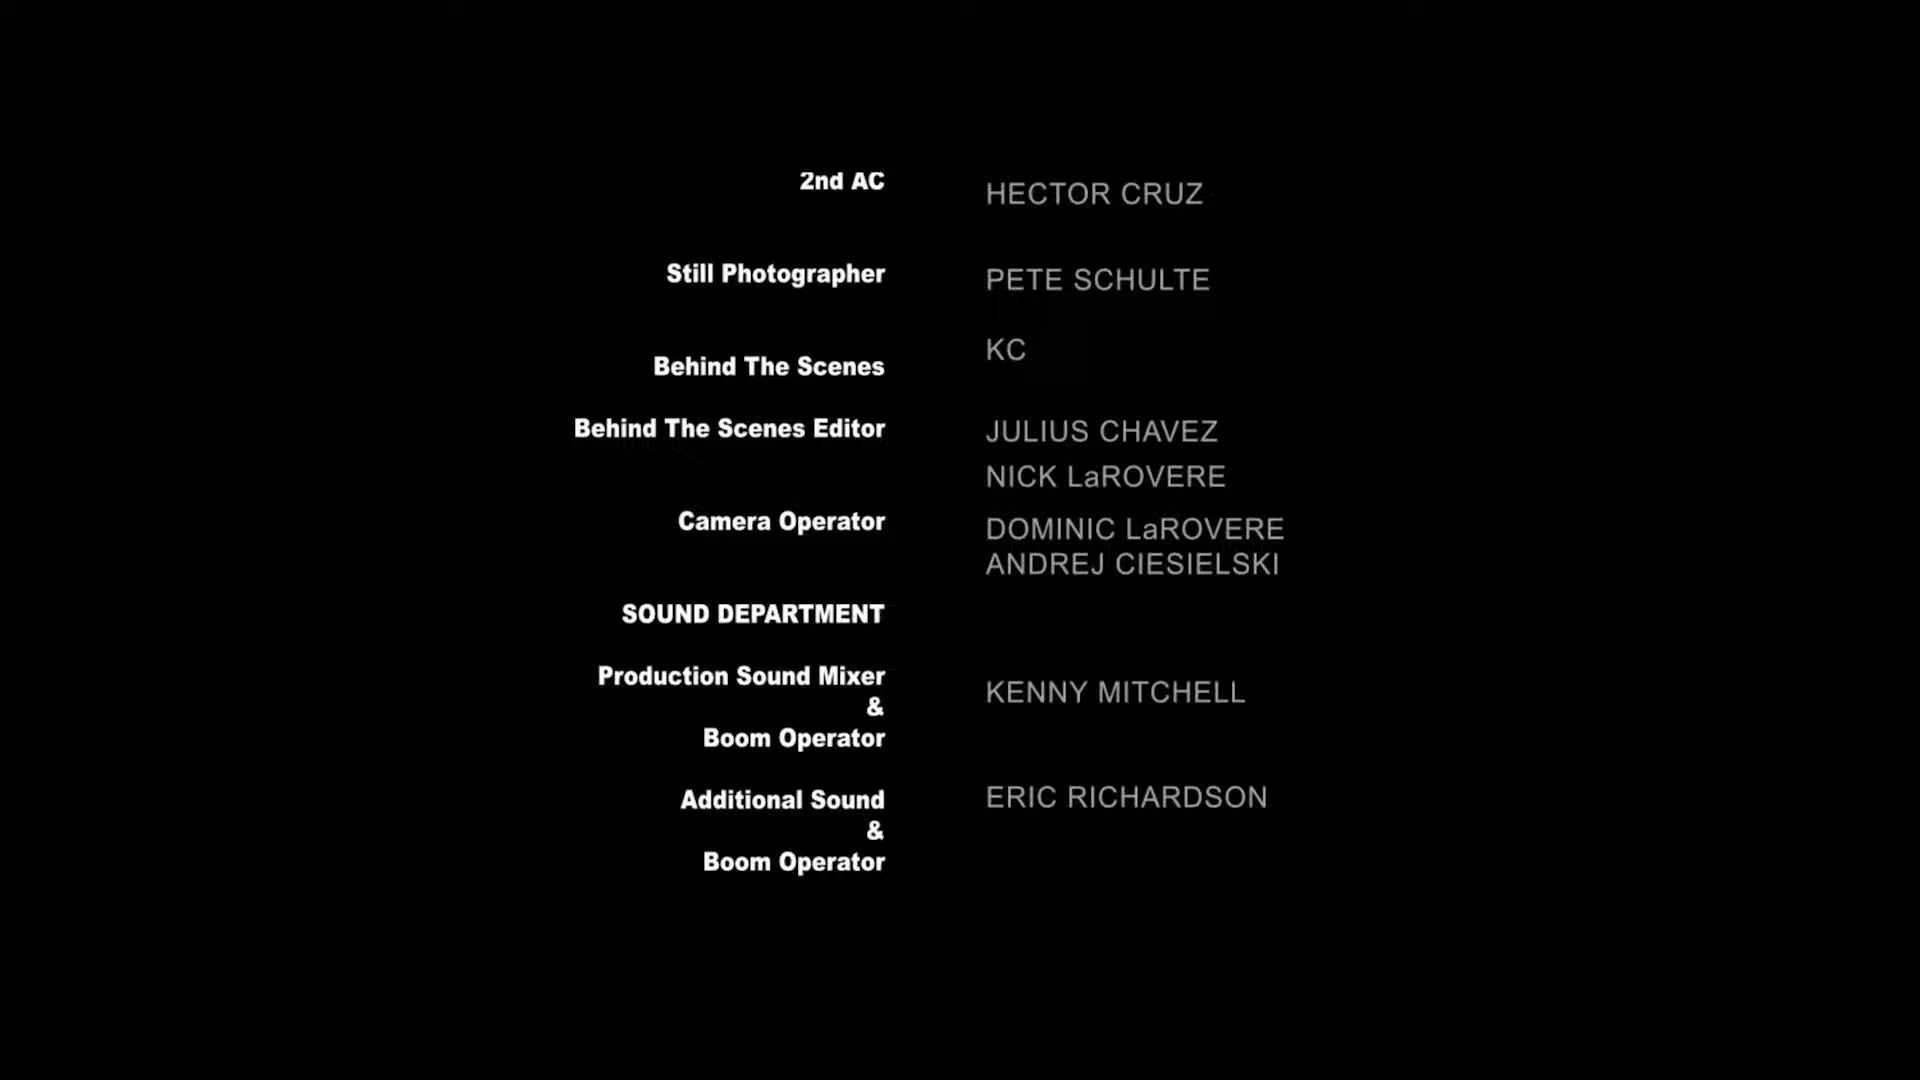 2nd AC HECTOR CRUZ
Still Photographer PETE SCHULTE
Behind The Scenes KC
Behind The Scenes Editor JULIUS CHAVEZ
NICK LaROVERE
Camera Operator DOMINIC LaROVERE
ANDREJ CIESIELSKI
SOUND DEPARTMENT
Production Sound Mixer KENNY MITCHELL
&
Boom Operator
Additional Sound ERIC RICHARDSON
&
Boom Operator